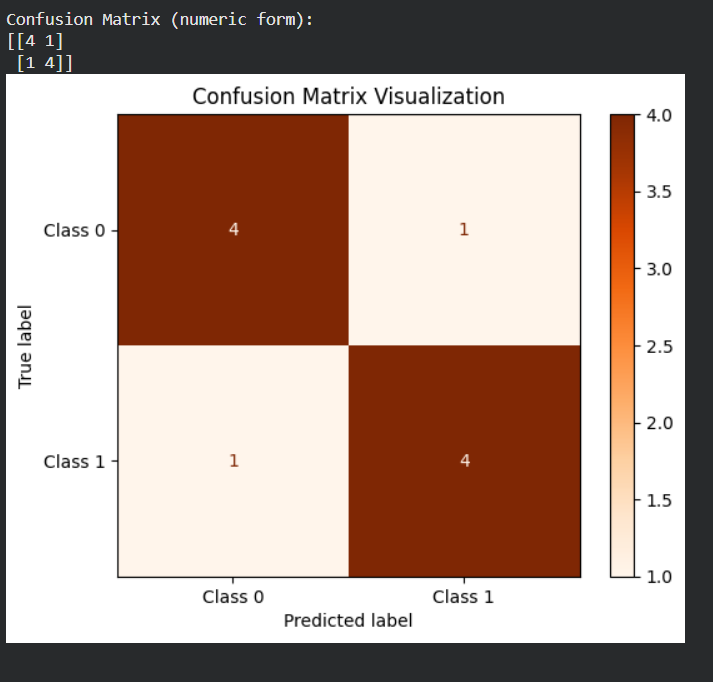 Confusion Matrix (numeric form):
[[4 1]
 [1 4]]
Confusion Matrix Visualization
4.0
3.5
3.0
2.5
2.0
1.5
1.0
True label
Class 0
4
1
Class 1
1
4
Class 0
Class 1
Predicted label